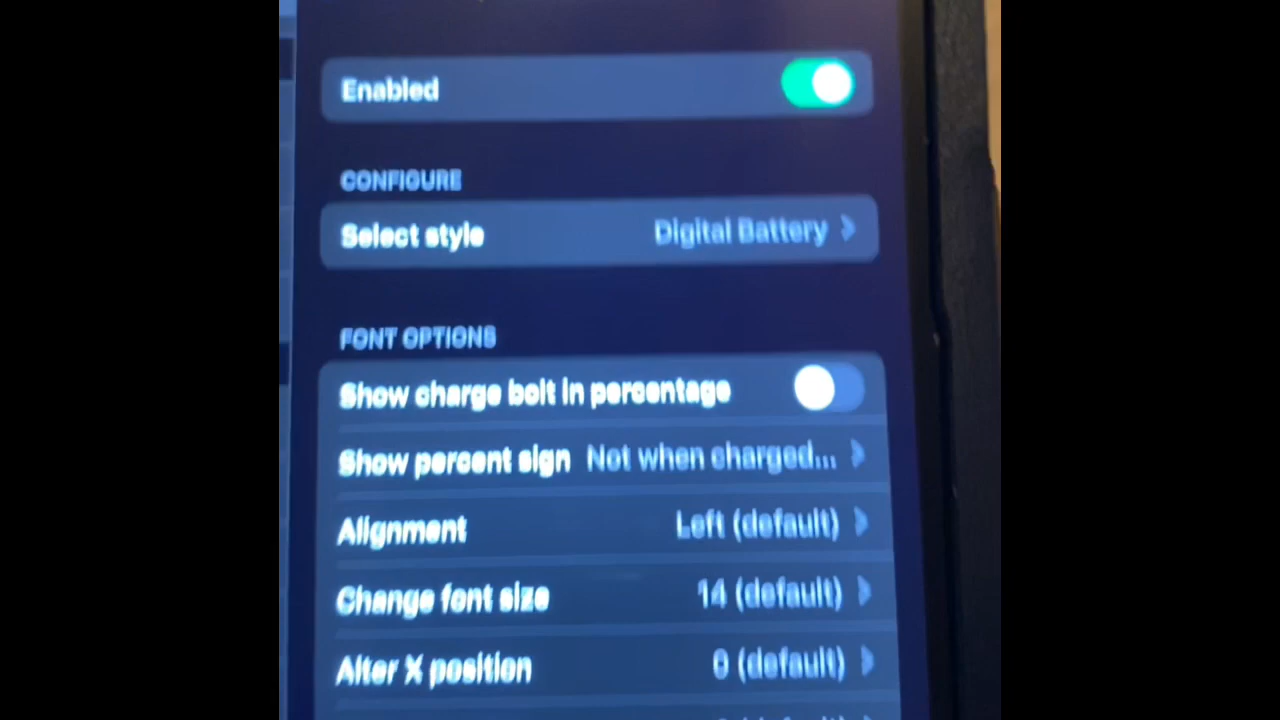 Enabled
CONFIGURE
Select style Digital Battery
FONT OPTIONS
Show charge bolt in percentage
Show percent sign Not when charged...
Alignment Left (default)
Change font size 14 (default)
Alter X position 0 (default)